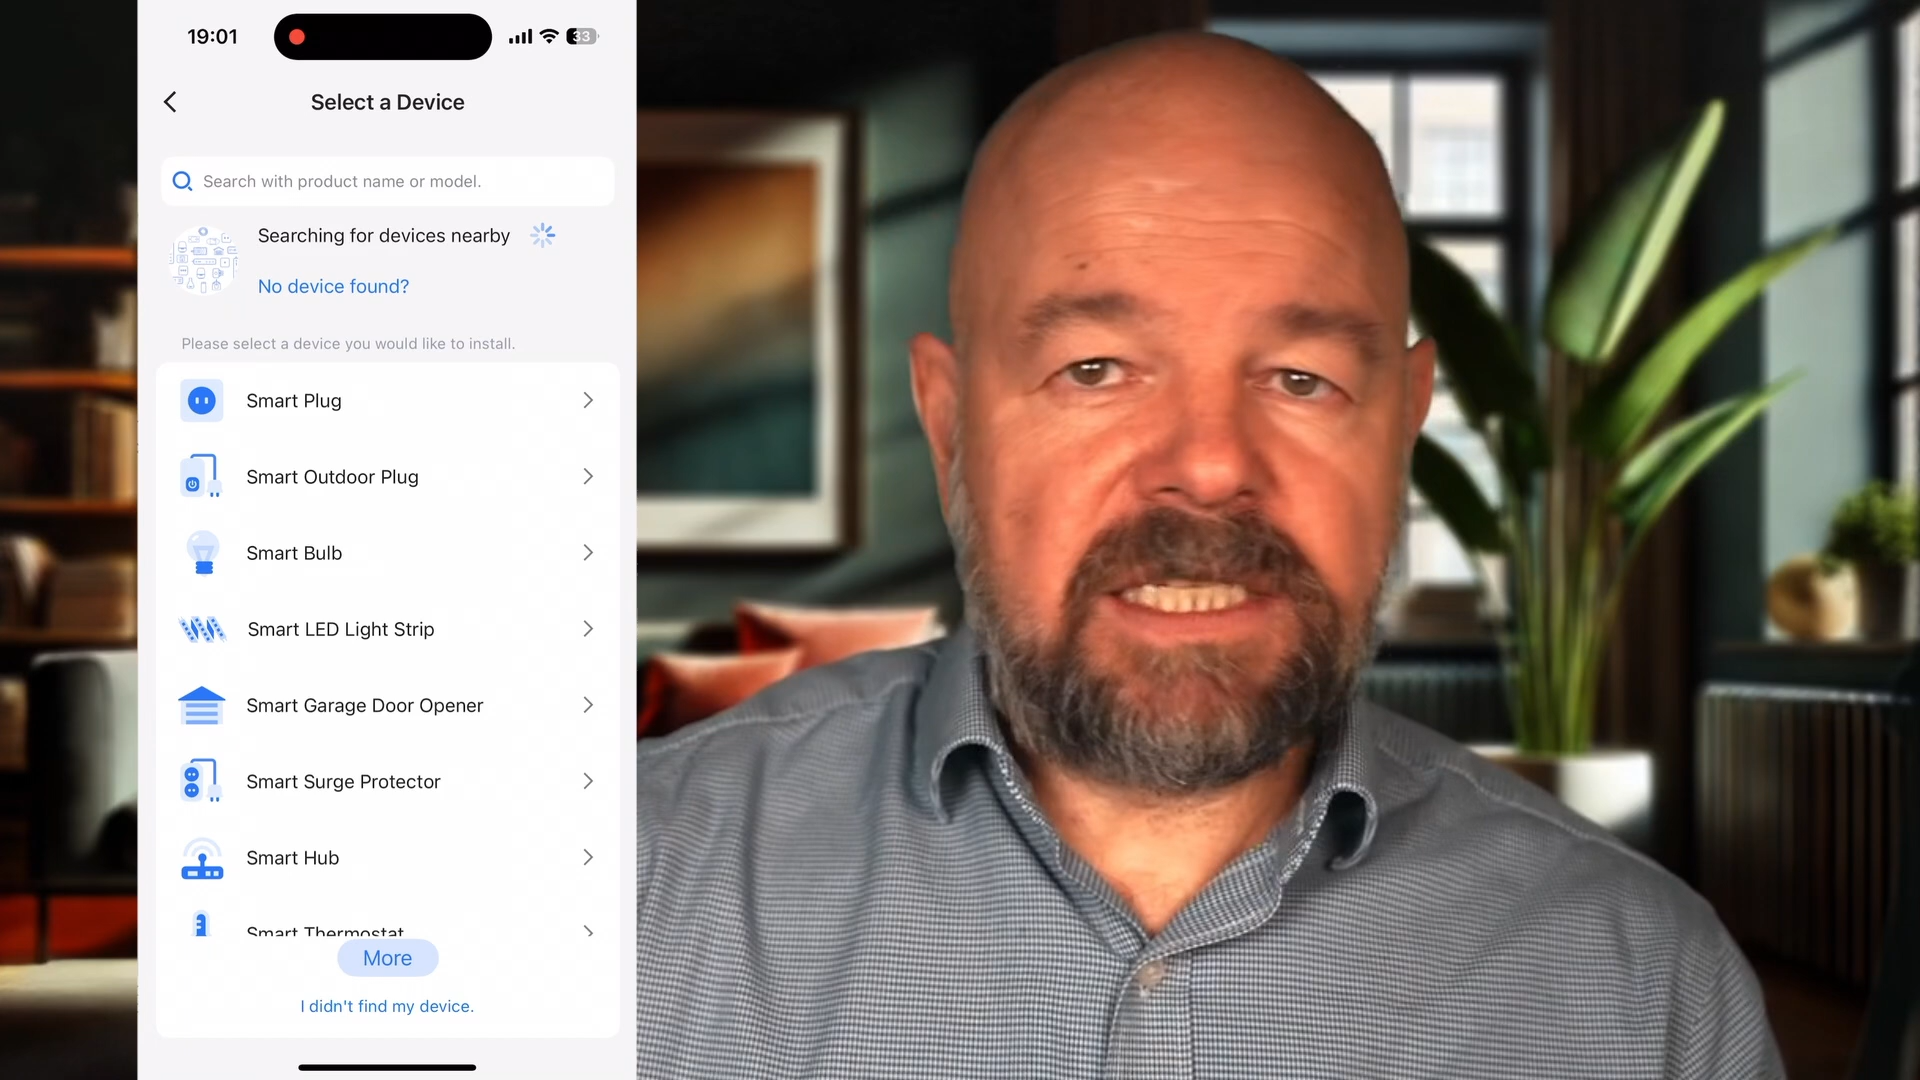 19:01
33
Select a Device
Search with product name or model.
Searching for devices nearby
No device found?
Please select a device you would like to install.
Smart Plug
Smart Outdoor Plug
Smart Bulb
Smart LED Light Strip
Smart Garage Door Opener
Smart Surge Protector
Smart Hub
Smart Thermostat
More
I didn't find my device.